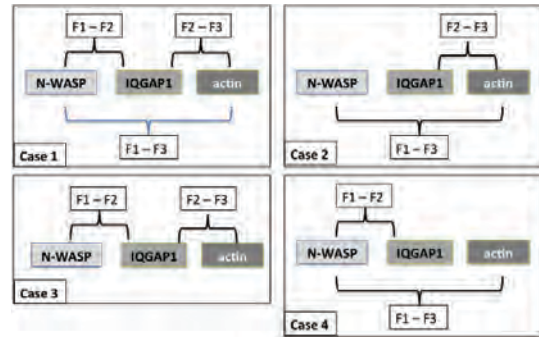 F1 – F2 F2 – F3
N-WASP IQGAP1 actin
F1 – F3
Case 1
F2 – F3
N-WASP IQGAP1 actin
F1 – F3
Case 2
F1 – F2 F2 – F3
N-WASP IQGAP1 actin
Case 3
F1 – F2
N-WASP IQGAP1 actin
F1 – F3
Case 4